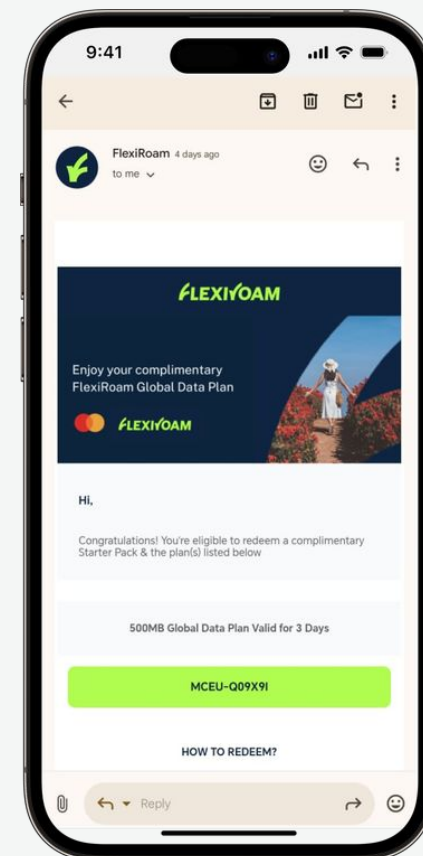 9:41
FlexiRoam 4 days ago
to me
FLEXIROAM
Enjoy your complimentary
FlexiRoam Global Data Plan
FLEXIROAM
Hi,
Congratulations! You're eligible to redeem a complimentary
Starter Pack & the plan(s) listed below
500MB Global Data Plan Valid for 3 Days
MCEU-Q09X9I
HOW TO REDEEM?
Reply